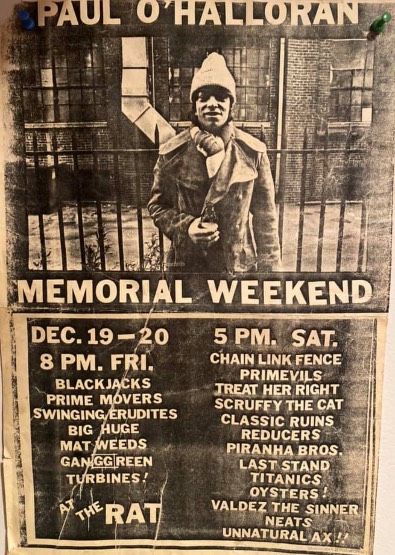 PAUL O'HALLORAN
MEMORIAL WEEKEND
DEC. 19-20
8 PM. FRI.
BLACKJACKS
PRIME MOVERS
SWINGING ERUDITES
BIG HUGE
MAT WEEDS
GANGGREEN
TURBINES!
AT THE RAT
5 PM. SAT.
CHAIN LINK FENCE
PRIMEVILS
TREAT HER RIGHT
SCRUFFY THE CAT
CLASSIC RUINS
REDUCERS
PIRANHA BROS.
LAST STAND
TITANICS
OYSTERS!
VALDEZ THE SINNER
NEATS
UNNATURAL AX!!